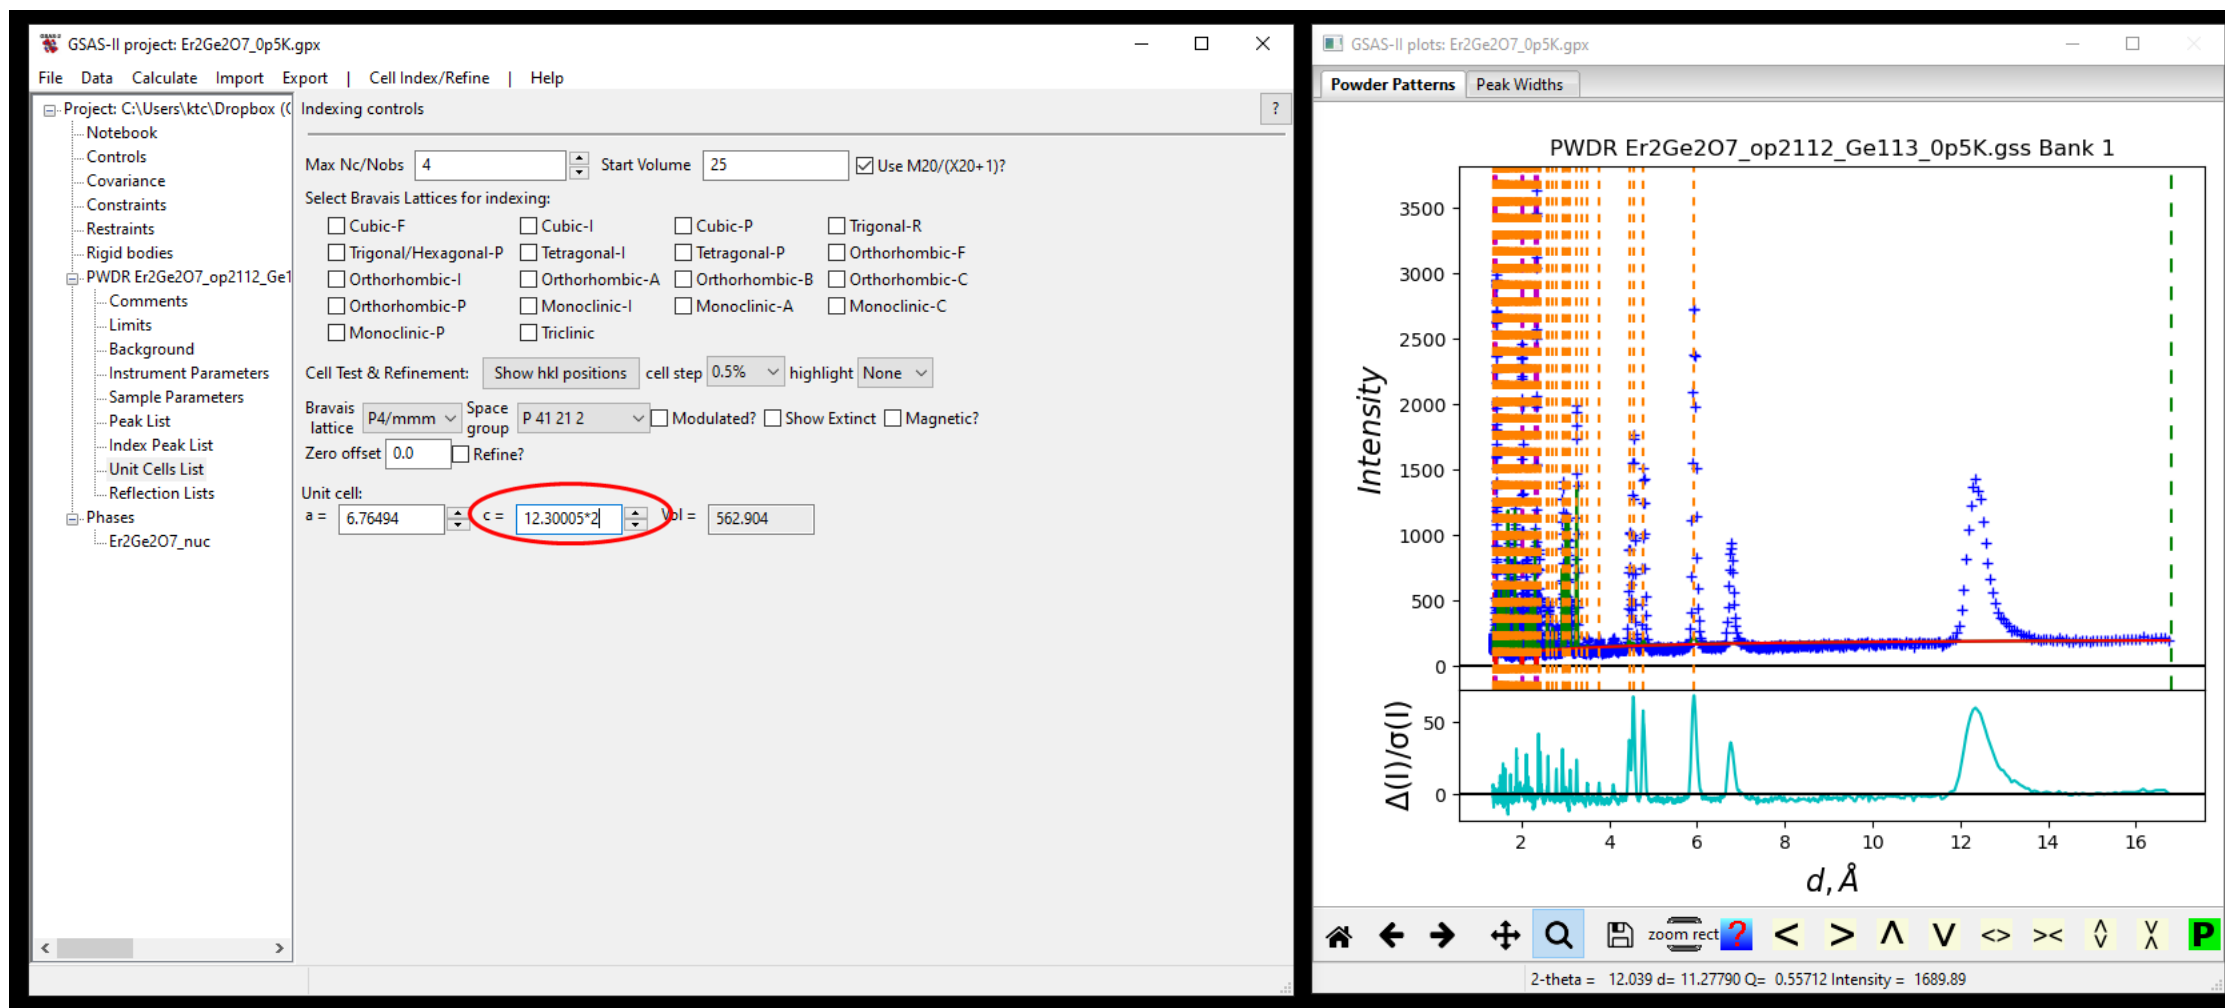 GSAS-II project: Er2Ge2O7_0p5K.gpx
File Data Calculate Import Export | Cell Index/Refine | Help
Project: C:\Users\ktc\Dropbox (
Notebook
Controls
Covariance
Constraints
Restraints
Rigid bodies
PWDR Er2Ge2O7_op2112_Ge1
Comments
Limits
Background
Instrument Parameters
Sample Parameters
Peak List
Index Peak List
Unit Cells List
Reflection Lists
Phases
Er2Ge2O7_nuc
Indexing controls
?
Max Nc/Nobs 4 Start Volume 25 Use M20/(X20+1)?
Select Bravais Lattices for indexing:
Cubic-F Cubic-I Cubic-P Trigonal-R
Trigonal/Hexagonal-P Tetragonal-I Tetragonal-P Orthorhombic-F
Orthorhombic-I Orthorhombic-A Orthorhombic-B Orthorhombic-C
Orthorhombic-P Monoclinic-I Monoclinic-A Monoclinic-C
Monoclinic-P Triclinic
Cell Test & Refinement: Show hkl positions cell step 0.5% highlight None
Bravais lattice P4/mmm Space group P 41 21 2 Modulated? Show Extinct Magnetic?
Zero offset 0.0 Refine?
Unit cell:
a = 6.76494 c = 12.30005*2 Vol = 562.904
GSAS-II plots: Er2Ge2O7_0p5K.gpx
Powder Patterns Peak Widths
PWDR Er2Ge2O7_op2112_Ge113_0p5K.gss Bank 1
3500
3000
2500
2000
1500
1000
500
0
Intensity
50
0
Δ(I)/σ(I)
2 4 6 8 10 12 14 16
d, Å
zoom rect ? < > Λ V <> >< P
2-theta = 12.039 d= 11.27790 Q= 0.55712 Intensity = 1689.89